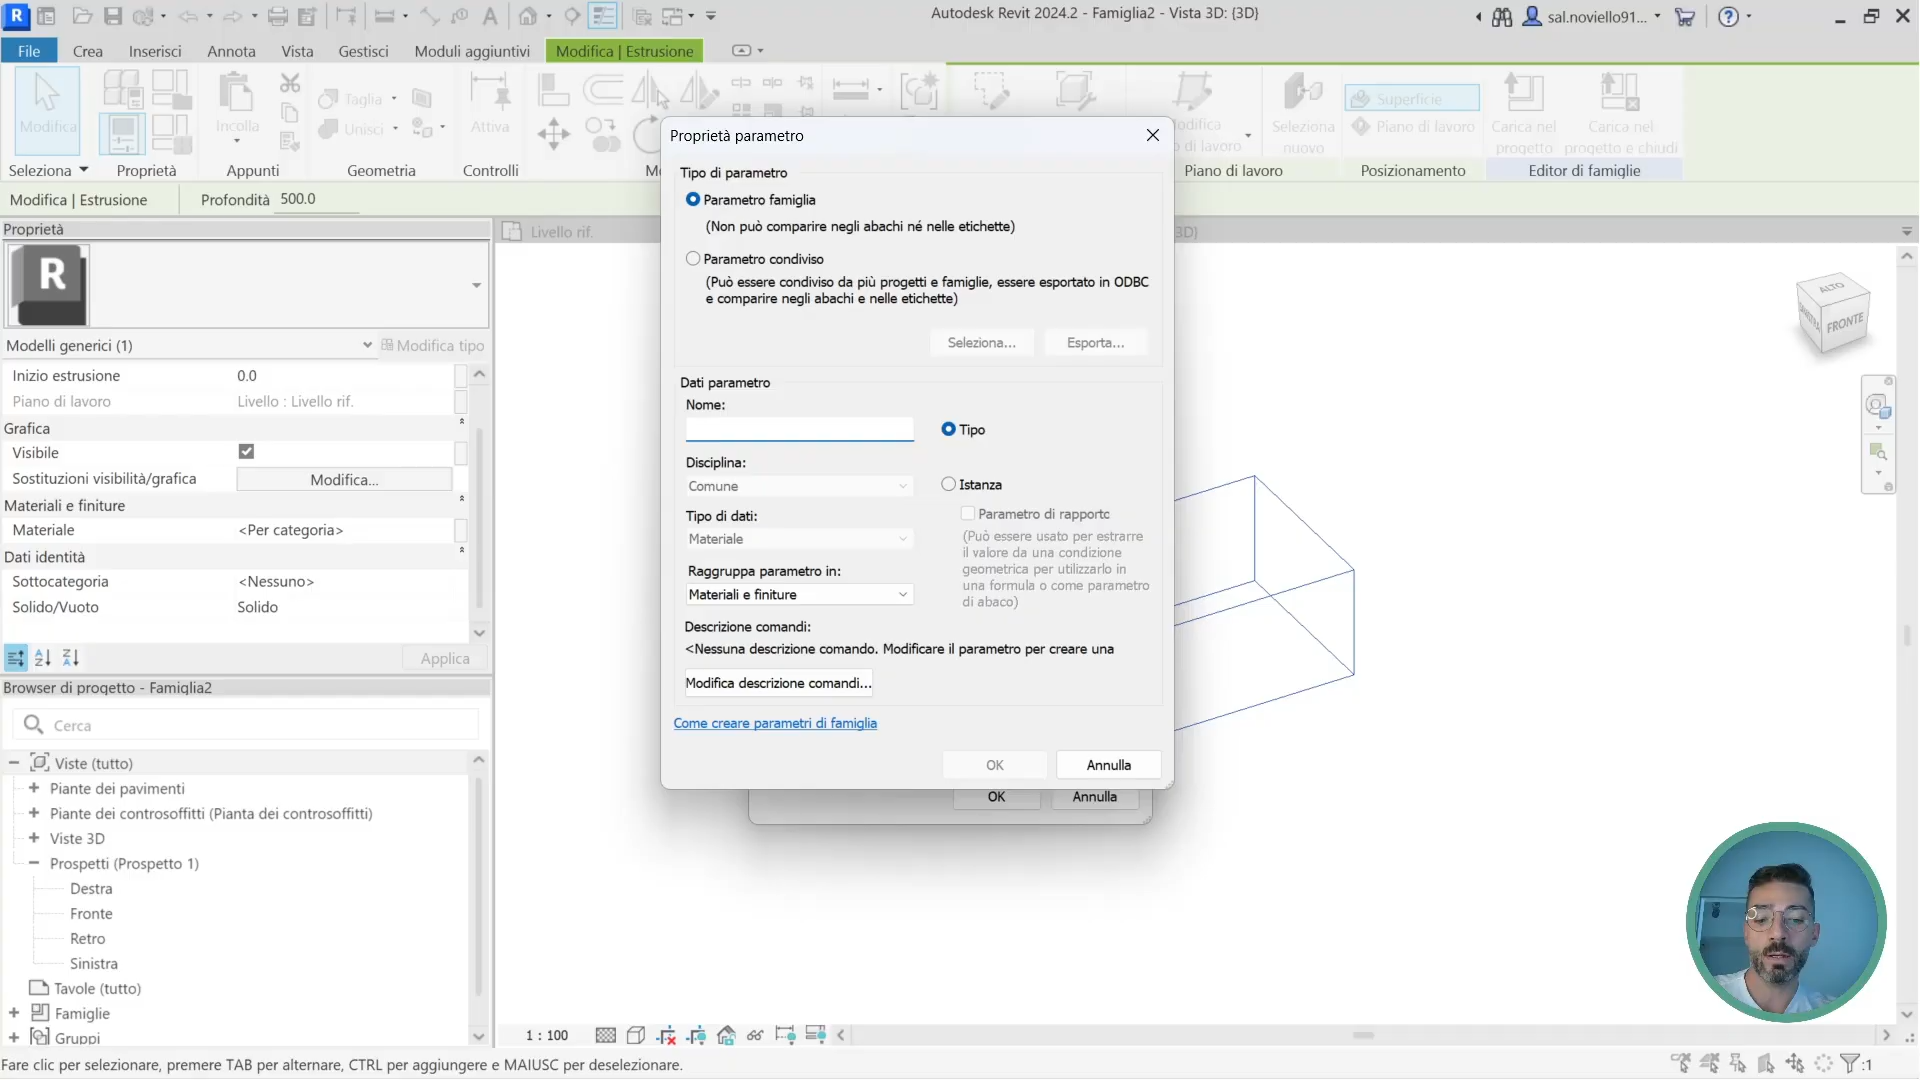 Autodesk Revit 2024.2 - Famiglia2 - Vista 3D: {3D}
sal.noviello91...
File Crea Inserisci Annota Vista Gestisci Moduli aggiuntivi Modifica | Estrusione
Modifica
Incolla
Taglia
Unisci
Attiva
Seleziona
nuovo
Superficie
Piano di lavoro
Carica nel
progetto
Carica nel
progetto e chiudi
Seleziona Proprietà Appunti Geometria Controlli Piano di lavoro Posizionamento Editor di famiglie
Modifica | Estrusione Profondità 500.0
Proprietà
Livello rif.
R
Modelli generici (1) Modifica tipo
Inizio estrusione 0.0
Piano di lavoro Livello : Livello rif.
Grafica
Visibile
Sostituzioni visibilità/grafica Modifica...
Materiali e finiture
Materiale <Per categoria>
Dati identità
Sottocategoria <Nessuno>
Solido/Vuoto Solido
Applica
Browser di progetto - Famiglia2
Cerca
Viste (tutto)
Piante dei pavimenti
Piante dei controsoffitti (Pianta dei controsoffitti)
Viste 3D
Prospetti (Prospetto 1)
Destra
Fronte
Retro
Sinistra
Tavole (tutto)
Famiglie
Gruppi
Proprietà parametro
Tipo di parametro
Parametro famiglia
(Non può comparire negli abachi né nelle etichette)
Parametro condiviso
(Può essere condiviso da più progetti e famiglie, essere esportato in ODBC
e comparire negli abachi e nelle etichette)
Seleziona... Esporta...
Dati parametro
Nome:
Tipo
Disciplina:
Comune
Istanza
Tipo di dati:
Materiale
Parametro di rapportc
(Può essere usato per estrarre
il valore da una condizione
geometrica per utilizzarlo in
una formula o come parametro
di abaco)
Raggruppa parametro in:
Materiali e finiture
Descrizione comandi:
<Nessuna descrizione comando. Modificare il parametro per creare una
Modifica descrizione comandi...
Come creare parametri di famiglia
OK Annulla
OK Annulla
ALTO
FRONTE
1 : 100
Fare clic per selezionare, premere TAB per alternare, CTRL per aggiungere e MAIUSC per deselezionare.
:1